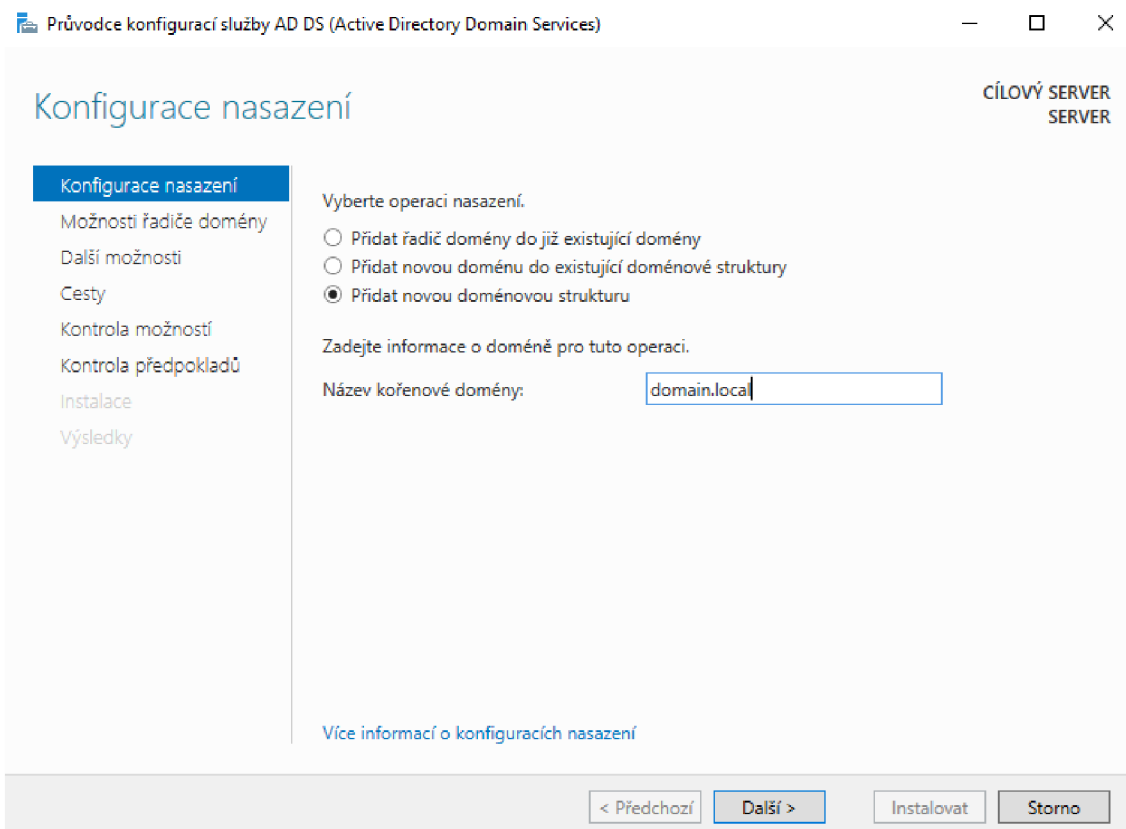 Průvodce konfigurací služby AD DS (Active Directory Domain Services)
Konfigurace nasazení
CÍLOVÝ SERVER
SERVER
Konfigurace nasazení
Možnosti řadiče domény
Další možnosti
Cesty
Kontrola možností
Kontrola předpokladů
Instalace
Výsledky
Vyberte operaci nasazení.
Přidat řadič domény do již existující domény
Přidat novou doménu do existující doménové struktury
Přidat novou doménovou strukturu
Zadejte informace o doméně pro tuto operaci.
Název kořenové domény: domain.local
Více informací o konfiguracích nasazení
< Předchozí Další > Instalovat Storno